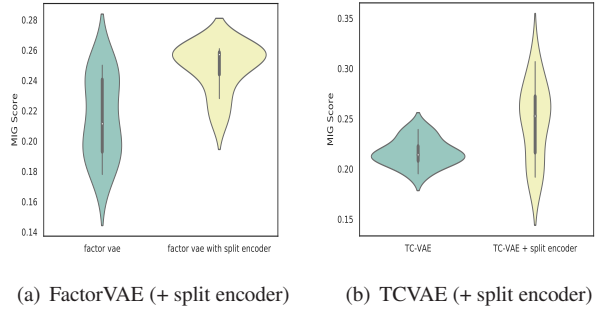 0.28
0.26
0.24
0.22
0.20
0.18
0.16
0.14
MIG Score
factor vae
factor vae with split encoder
0.35
0.30
0.25
0.20
0.15
MIG Score
TC-VAE
TC-VAE + split encoder
(a) FactorVAE (+ split encoder)
(b) TCVAE (+ split encoder)